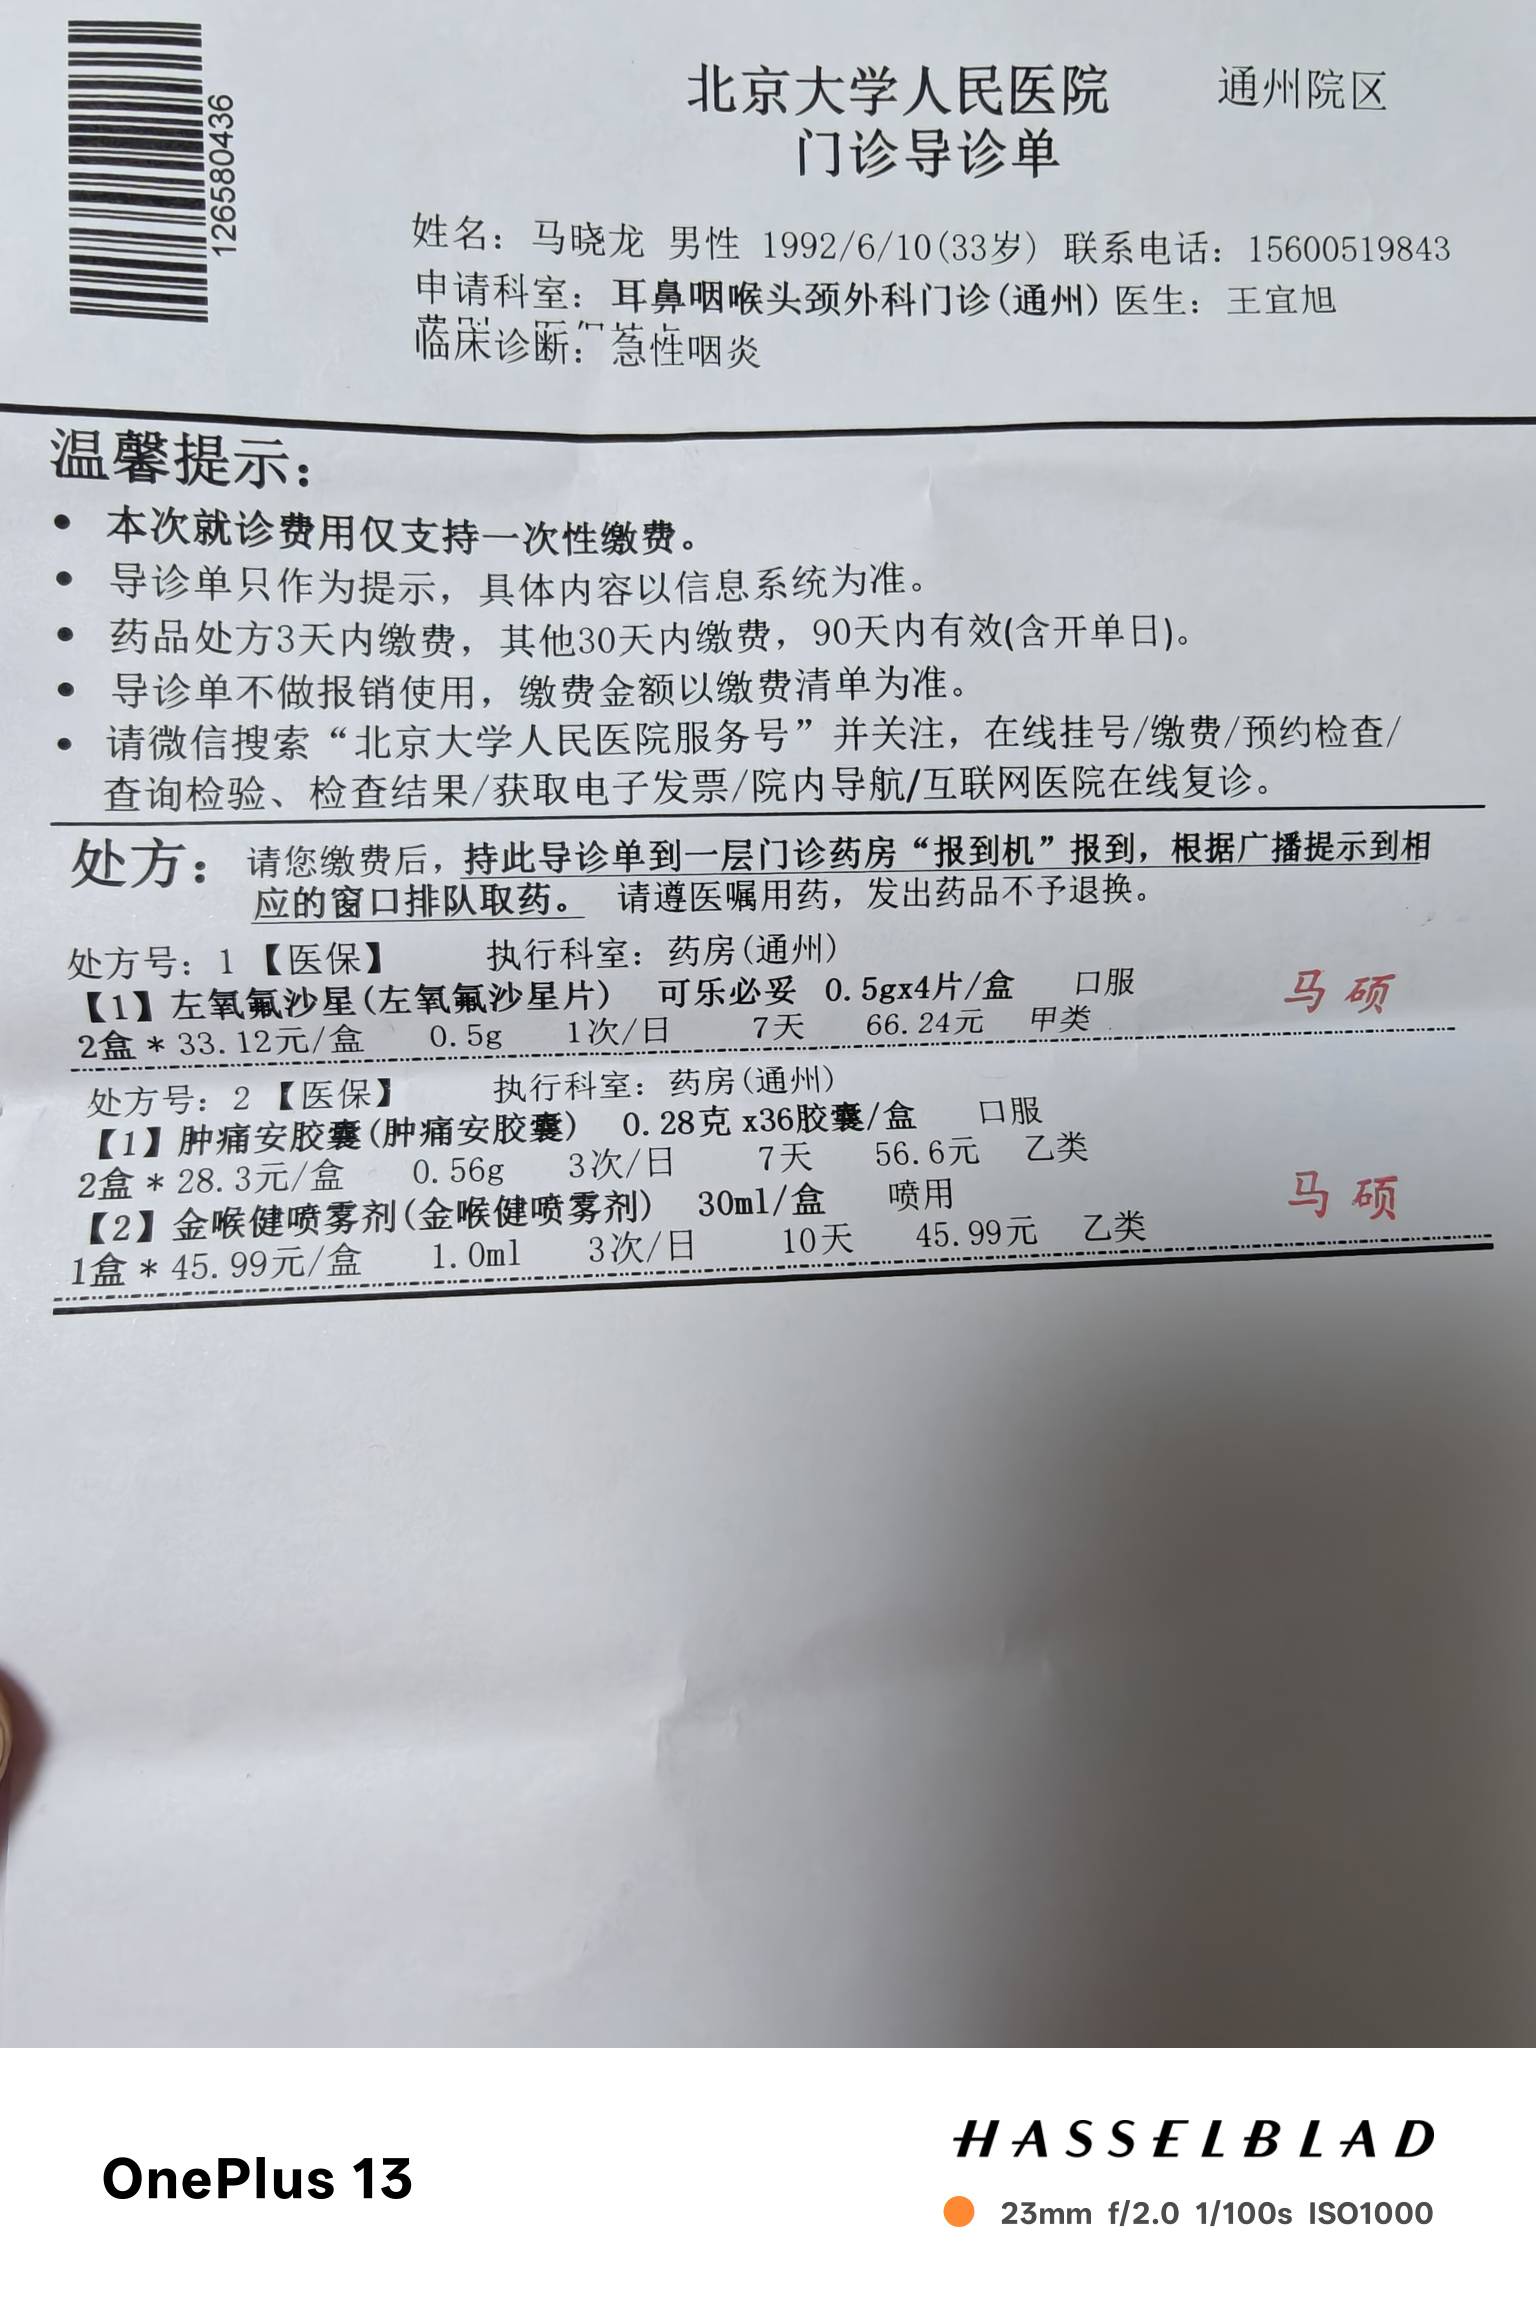 北京大学人民医院 通州院区
门诊导诊单
126580436
姓名：马晓龙 男性 1992/6/10(33岁) 联系电话：15600519843
申请科室：耳鼻咽喉头颈外科门诊(通州) 医生：王宜旭
临床诊断：急性咽炎
温馨提示：
• 本次就诊费用仅支持一次性缴费。
• 导诊单只作为提示，具体内容以信息系统为准。
• 药品处方3天内缴费，其他30天内缴费，90天内有效(含开单日)。
• 导诊单不做报销使用，缴费金额以缴费清单为准。
• 请微信搜索“北京大学人民医院服务号”并关注，在线挂号/缴费/预约检查/
查询检验、检查结果/获取电子发票/院内导航/互联网医院在线复诊。
处方：请您缴费后，持此导诊单到一层门诊药房“报到机”报到，根据广播提示到相
应的窗口排队取药。 请遵医嘱用药，发出药品不予退换。
处方号：1【医保】 执行科室：药房(通州)
【1】左氧氟沙星(左氧氟沙星片) 可乐必妥 0.5gx4片/盒 口服 马硕
2盒*33.12元/盒 0.5g 1次/日 7天 66.24元 甲类
处方号：2【医保】 执行科室：药房(通州)
【1】肿痛安胶囊(肿痛安胶囊) 0.28克x36胶囊/盒 口服
2盒*28.3元/盒 0.56g 3次/日 7天 56.6元 乙类
【2】金喉健喷雾剂(金喉健喷雾剂) 30ml/盒 喷用 马硕
1盒*45.99元/盒 1.0ml 3次/日 10天 45.99元 乙类
HASSELBLAD
OnePlus 13
23mm f/2.0 1/100s ISO1000